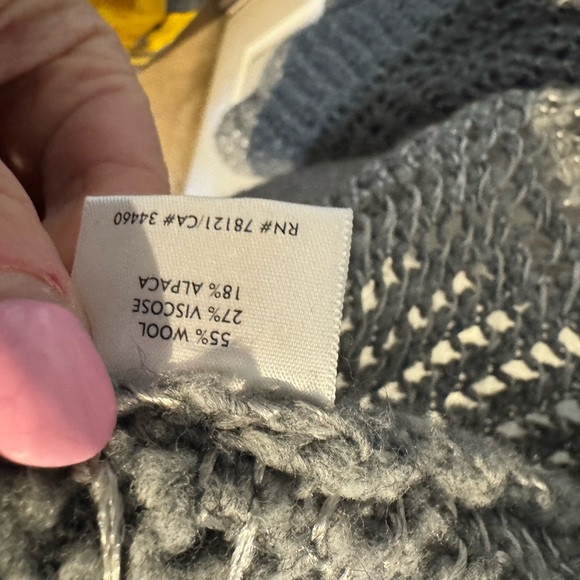 55% WOOL
27% VISCOSE
18% ALPACA
RN# 78121/CA# 34460